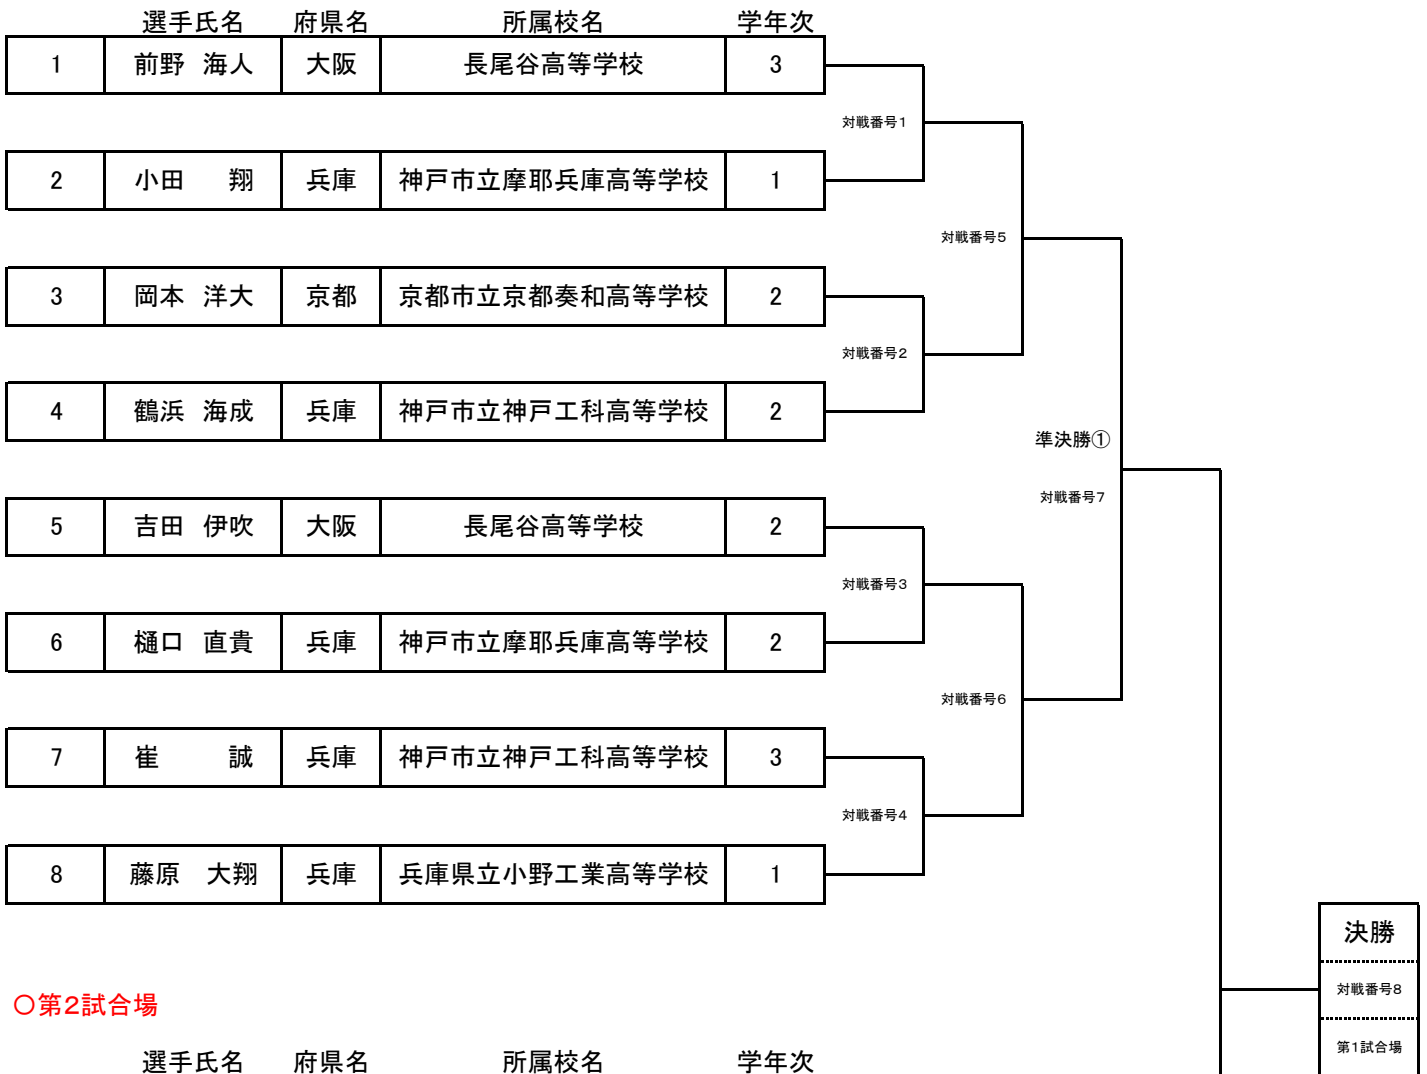 選手氏名 府県名 所属校名 学年次
1 前野 海人 大阪 長尾谷高等学校 3
対戦番号1
2 小田 翔 兵庫 神戸市立摩耶兵庫高等学校 1
対戦番号5
3 岡本 洋大 京都 京都市立京都奏和高等学校 2
対戦番号2
4 鶴浜 海成 兵庫 神戸市立神戸工科高等学校 2
準決勝①
対戦番号7
5 吉田 伊吹 大阪 長尾谷高等学校 2
対戦番号3
6 樋口 直貴 兵庫 神戸市立摩耶兵庫高等学校 2
対戦番号6
7 崔 誠 兵庫 神戸市立神戸工科高等学校 3
対戦番号4
8 藤原 大翔 兵庫 兵庫県立小野工業高等学校 1
決勝
対戦番号8
○第2試合場
第1試合場
選手氏名 府県名 所属校名 学年次